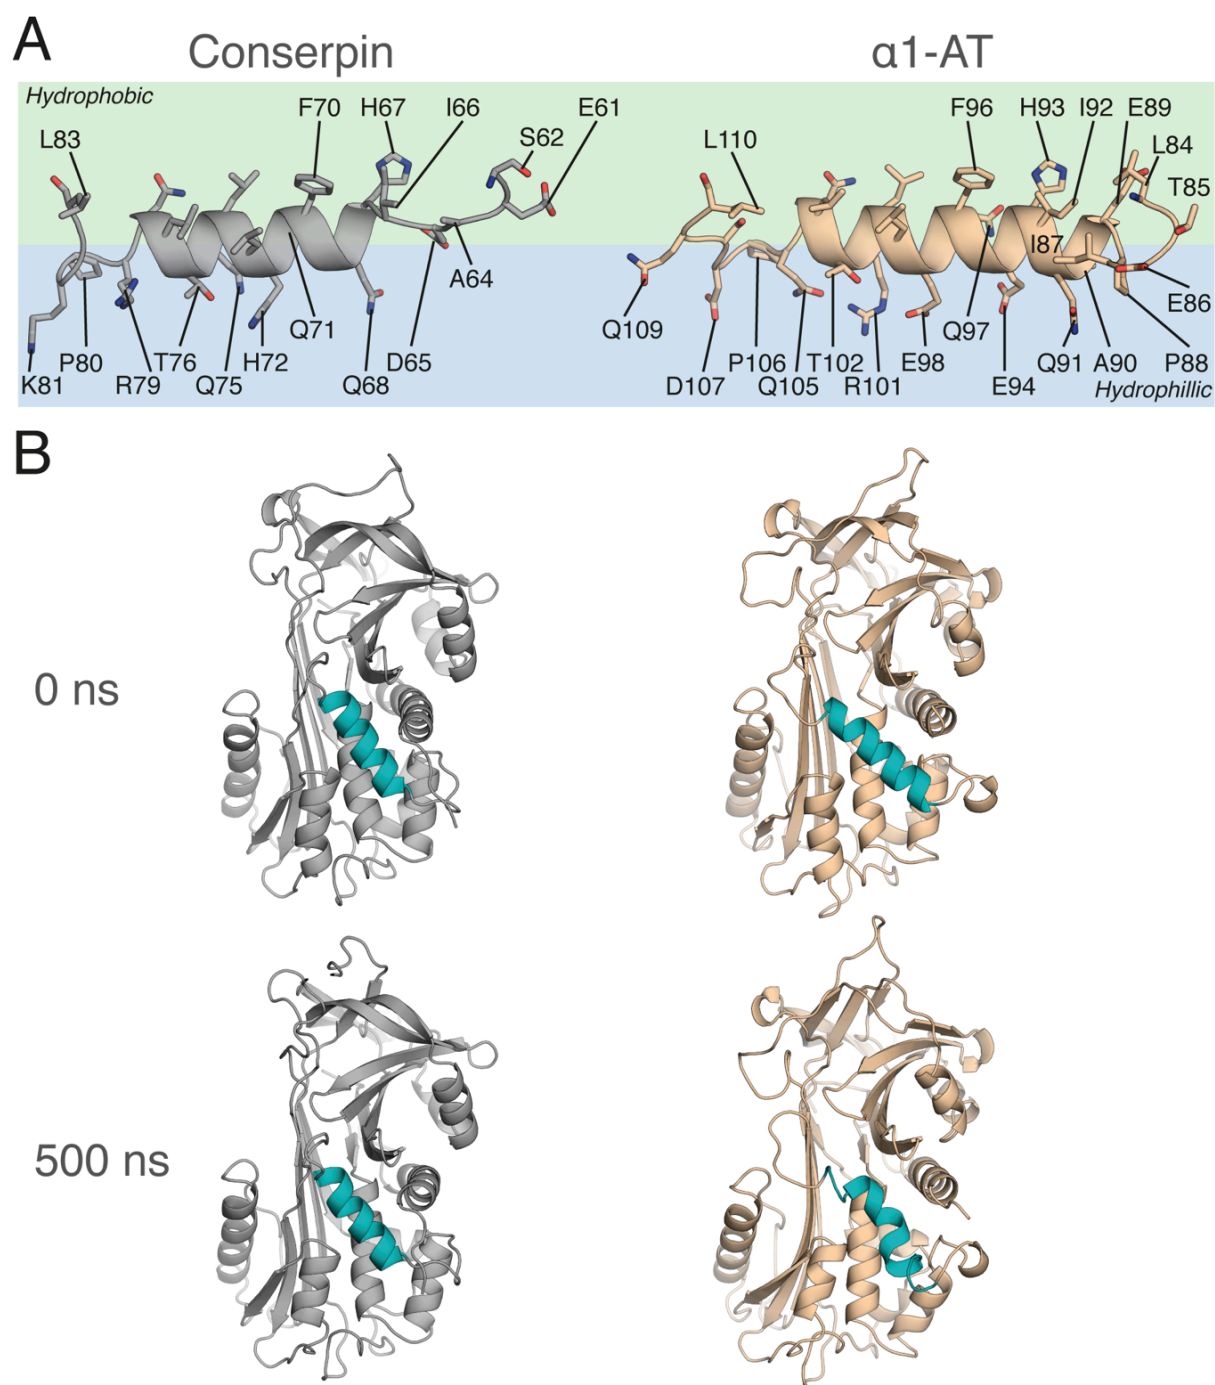 A
Conserpin
α1-AT
Hydrophobic
F70 H67 I66 E61
F96 H93 I92 E89
L83
S62
L110
L84
T85
I87
A64
E86
Q109
Q71
Q97
P80
T76
H72
D65
P106
T102
E98
Q91
A90
P88
K81
R79
Q75
Q68
D107
Q105
R101
E94
Hydrophillic
B
0 ns
500 ns